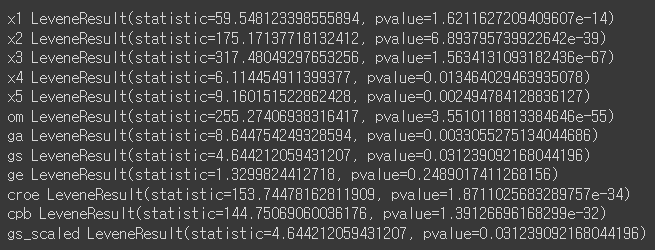 x1 LeveneResult(statistic=59.548123398555894, pvalue=1.6211627209409607e-14)
x2 LeveneResult(statistic=175.17137718132412, pvalue=6.893795739922642e-39)
x3 LeveneResult(statistic=317.48049297653256, pvalue=1.5634131093182436e-67)
x4 LeveneResult(statistic=6.114454911399377, pvalue=0.013464029463935078)
x5 LeveneResult(statistic=9.160151522862428, pvalue=0.002494784128836127)
om LeveneResult(statistic=255.27406938316417, pvalue=3.5510118813384646e-55)
ga LeveneResult(statistic=8.644754249328594, pvalue=0.0033055275134044686)
gs LeveneResult(statistic=4.644212059431207, pvalue=0.031239092168044196)
ge LeveneResult(statistic=1.3299824412718, pvalue=0.2489017411268156)
croe LeveneResult(statistic=153.74478162811909, pvalue=1.8711025683289757e-34)
cpb LeveneResult(statistic=144.75069060036176, pvalue=1.39126696168299e-32)
gs_scaled LeveneResult(statistic=4.644212059431207, pvalue=0.031239092168044196)